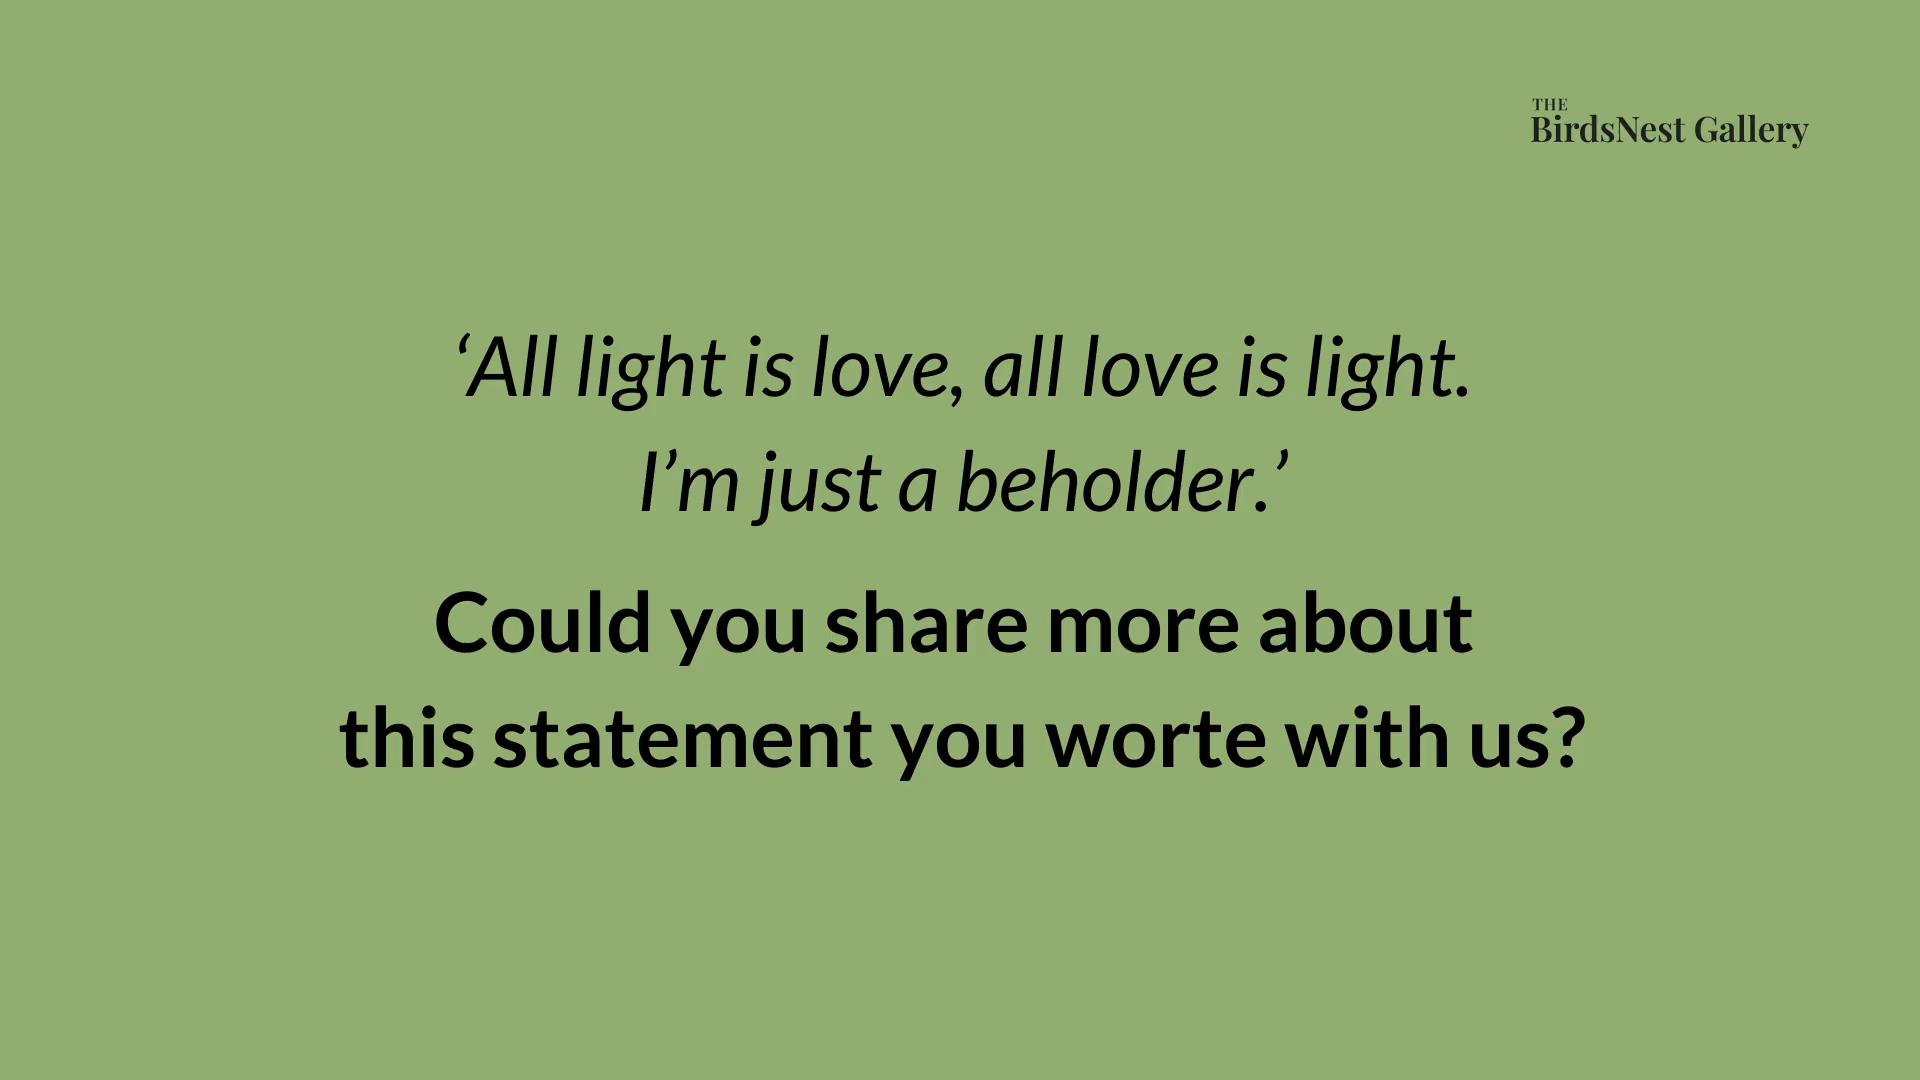 THE
BirdsNest Gallery
‘All light is love, all love is light.
I’m just a beholder.’
Could you share more about
this statement you worte with us?